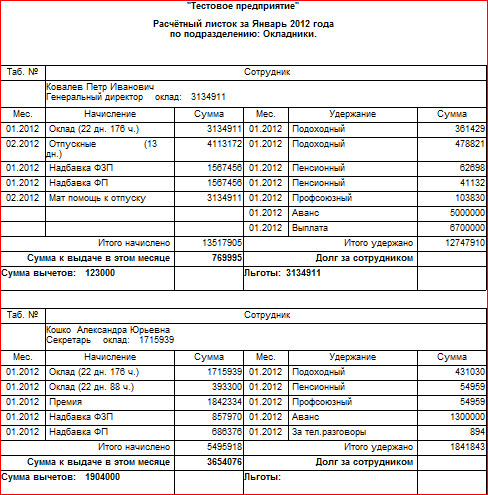 "Тестовое предприятие"
Расчётный листок за Январь 2012 года
по подразделению: Окладники.
Таб. № Сотрудник
Ковалев Петр Иванович
Генеральный директор оклад: 3134911
Мес. Начисление Сумма Мес. Удержание Сумма
01.2012 Оклад (22 дн. 176 ч.) 3134911 01.2012 Подоходный 361429
02.2012 Отпускные (13 дн.) 4113172 01.2012 Подоходный 478821
01.2012 Надбавка ФЗП 1567456 01.2012 Пенсионный 62698
01.2012 Надбавка ФП 1567456 01.2012 Пенсионный 41132
02.2012 Мат помощь к отпуску 3134911 01.2012 Профсоюзный 103830
01.2012 Аванс 5000000
01.2012 Выплата 6700000
Итого начислено 13517905 Итого удержано 12747910
Сумма к выдаче в этом месяце 769995 Долг за сотрудником
Сумма вычетов: 123000 Льготы: 3134911
Таб. № Сотрудник
Кошко Александра Юрьевна
Секретарь оклад: 1715939
Мес. Начисление Сумма Мес. Удержание Сумма
01.2012 Оклад (22 дн. 176 ч.) 1715939 01.2012 Подоходный 431030
01.2012 Оклад (22 дн. 88 ч.) 393300 01.2012 Пенсионный 54959
01.2012 Премия 1842334 01.2012 Профсоюзный 54959
01.2012 Надбавка ФЗП 857970 01.2012 Аванс 1300000
01.2012 Надбавка ФП 686376 01.2012 За тел.разговоры 894
Итого начислено 5495918 Итого удержано 1841843
Сумма к выдаче в этом месяце 3654076 Долг за сотрудником
Сумма вычетов: 1904000 Льготы: